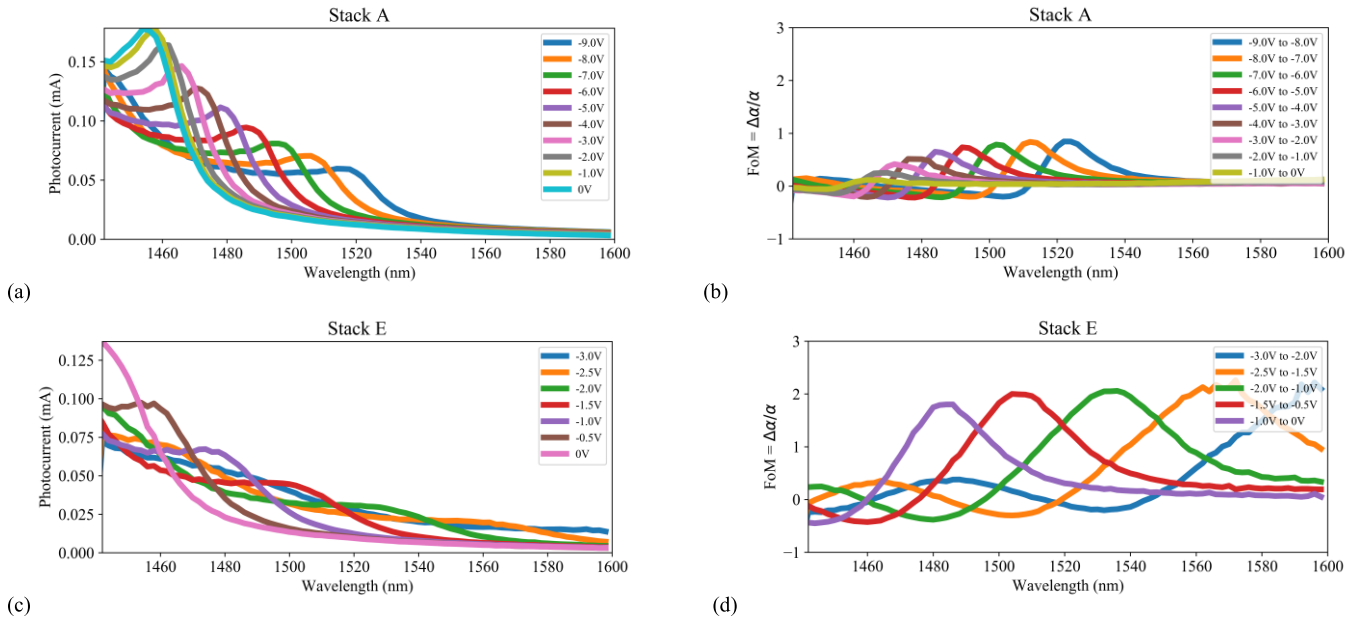 Stack A
Photocurrent (mA)
0.15
0.10
0.05
0.00
-9.0V
-8.0V
-7.0V
-6.0V
-5.0V
-4.0V
-3.0V
-2.0V
-1.0V
0V
1460 1480 1500 1520 1540 1560 1580 1600
Wavelength (nm)
(a)
Stack A
FoM = Δα/α
3
2
1
0
−1
-9.0V to -8.0V
-8.0V to -7.0V
-7.0V to -6.0V
-6.0V to -5.0V
-5.0V to -4.0V
-4.0V to -3.0V
-3.0V to -2.0V
-2.0V to -1.0V
-1.0V to 0V
1460 1480 1500 1520 1540 1560 1580 1600
Wavelength (nm)
(b)
Stack E
Photocurrent (mA)
0.125
0.100
0.075
0.050
0.025
0.000
-3.0V
-2.5V
-2.0V
-1.5V
-1.0V
-0.5V
0V
1460 1480 1500 1520 1540 1560 1580 1600
Wavelength (nm)
(c)
Stack E
FoM = Δα/α
3
2
1
0
−1
-3.0V to -2.0V
-2.5V to -1.5V
-2.0V to -1.0V
-1.5V to -0.5V
-1.0V to 0V
1460 1480 1500 1520 1540 1560 1580 1600
Wavelength (nm)
(d)